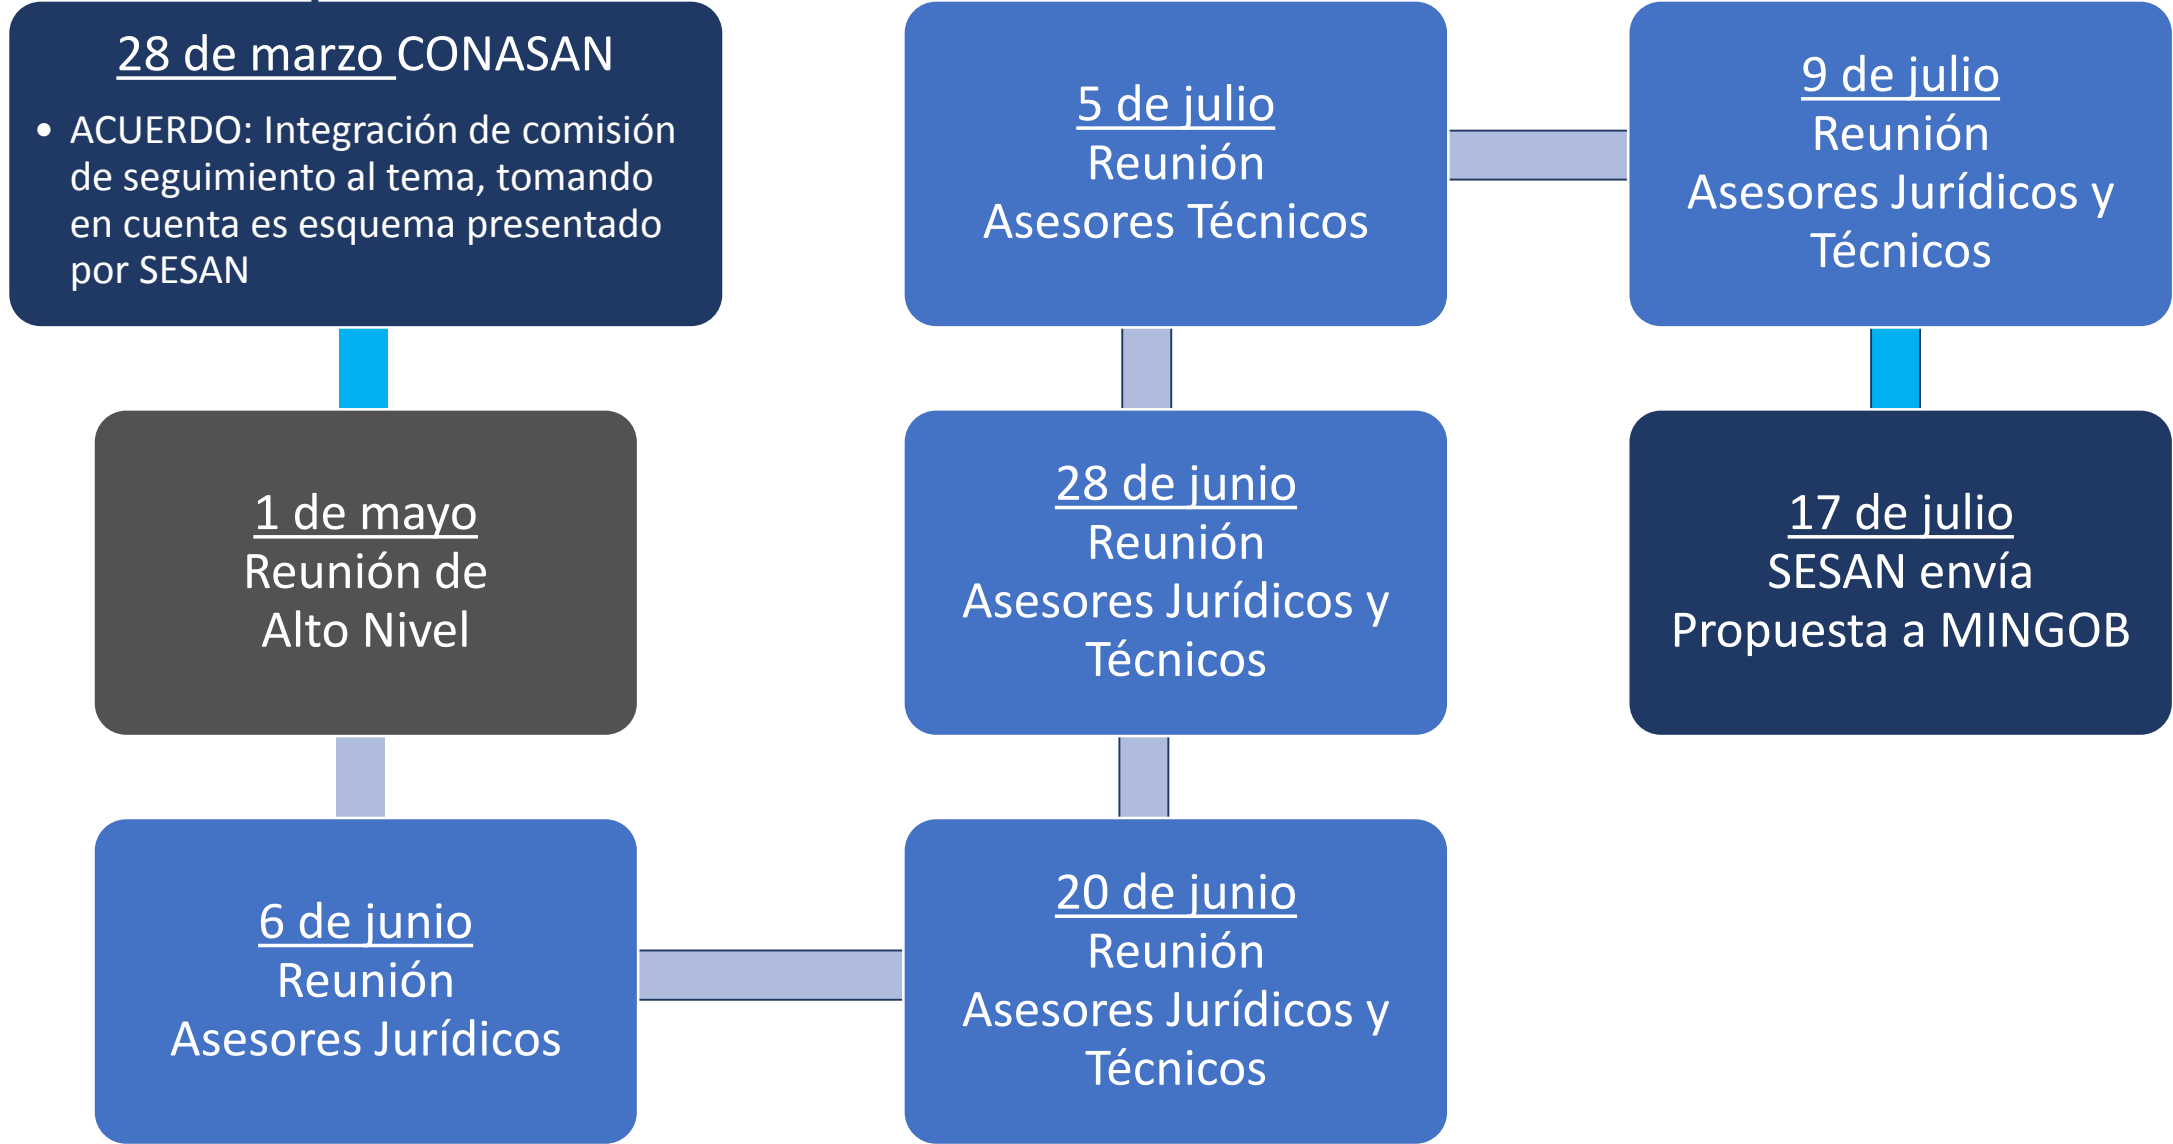 28 de marzo CONASAN
• ACUERDO: Integración de comisión
de seguimiento al tema, tomando
en cuenta es esquema presentado
por SESAN
1 de mayo
Reunión de
Alto Nivel
6 de junio
Reunión
Asesores Jurídicos
20 de junio
Reunión
Asesores Jurídicos y
Técnicos
28 de junio
Reunión
Asesores Jurídicos y
Técnicos
5 de julio
Reunión
Asesores Técnicos
9 de julio
Reunión
Asesores Jurídicos y
Técnicos
17 de julio
SESAN envía
Propuesta a MINGOB